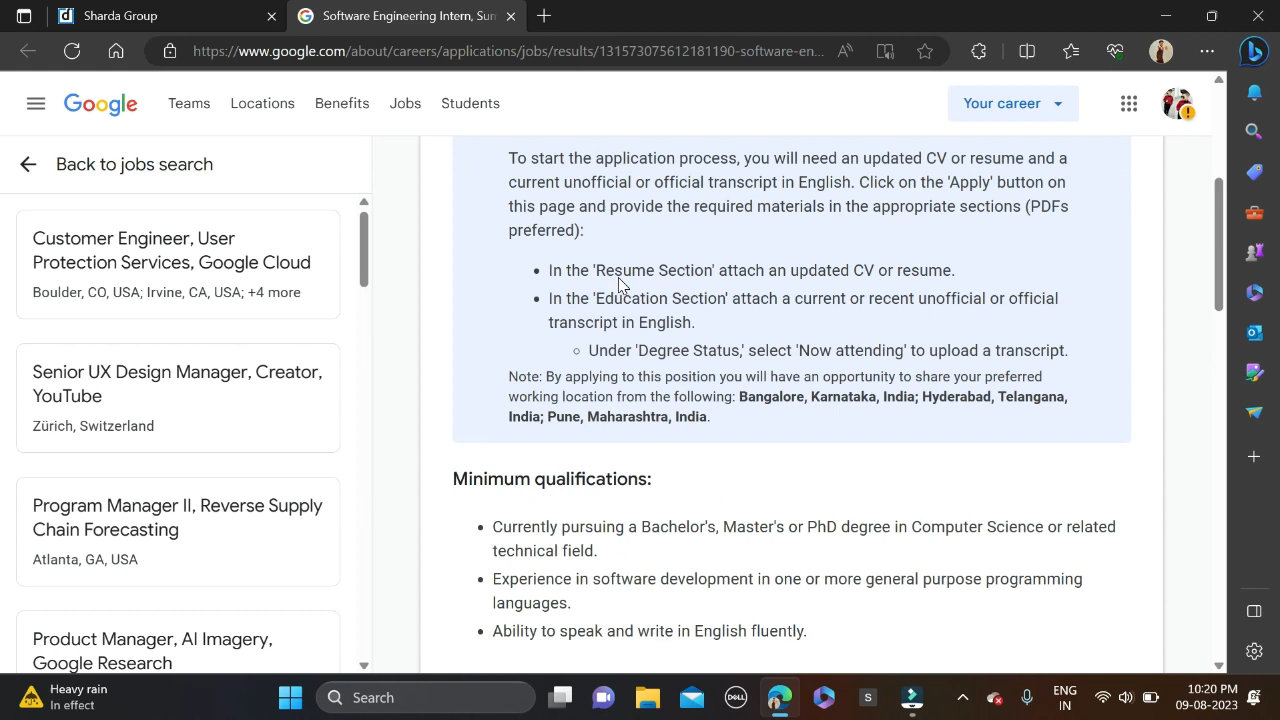 Sharda Group
Software Engineering Intern, Sun
https://www.google.com/about/careers/applications/jobs/results/131573075612181190-software-en...
Google
Teams
Locations
Benefits
Jobs
Students
Your career
Back to jobs search
Customer Engineer, User
Protection Services, Google Cloud
Boulder, CO, USA; Irvine, CA, USA; +4 more
Senior UX Design Manager, Creator,
YouTube
Zürich, Switzerland
Program Manager II, Reverse Supply
Chain Forecasting
Atlanta, GA, USA
Product Manager, AI Imagery,
Google Research
To start the application process, you will need an updated CV or resume and a
current unofficial or official transcript in English. Click on the 'Apply' button on
this page and provide the required materials in the appropriate sections (PDFs
preferred):
In the 'Resume Section' attach an updated CV or resume.
In the 'Education Section' attach a current or recent unofficial or official
transcript in English.
Under 'Degree Status,' select 'Now attending' to upload a transcript.
Note: By applying to this position you will have an opportunity to share your preferred
working location from the following: Bangalore, Karnataka, India; Hyderabad, Telangana,
India; Pune, Maharashtra, India.
Minimum qualifications:
Currently pursuing a Bachelor's, Master's or PhD degree in Computer Science or related
technical field.
Experience in software development in one or more general purpose programming
languages.
Ability to speak and write in English fluently.
Heavy rain
In effect
Search
DELL
S
ENG
IN
10:20 PM
09-08-2023